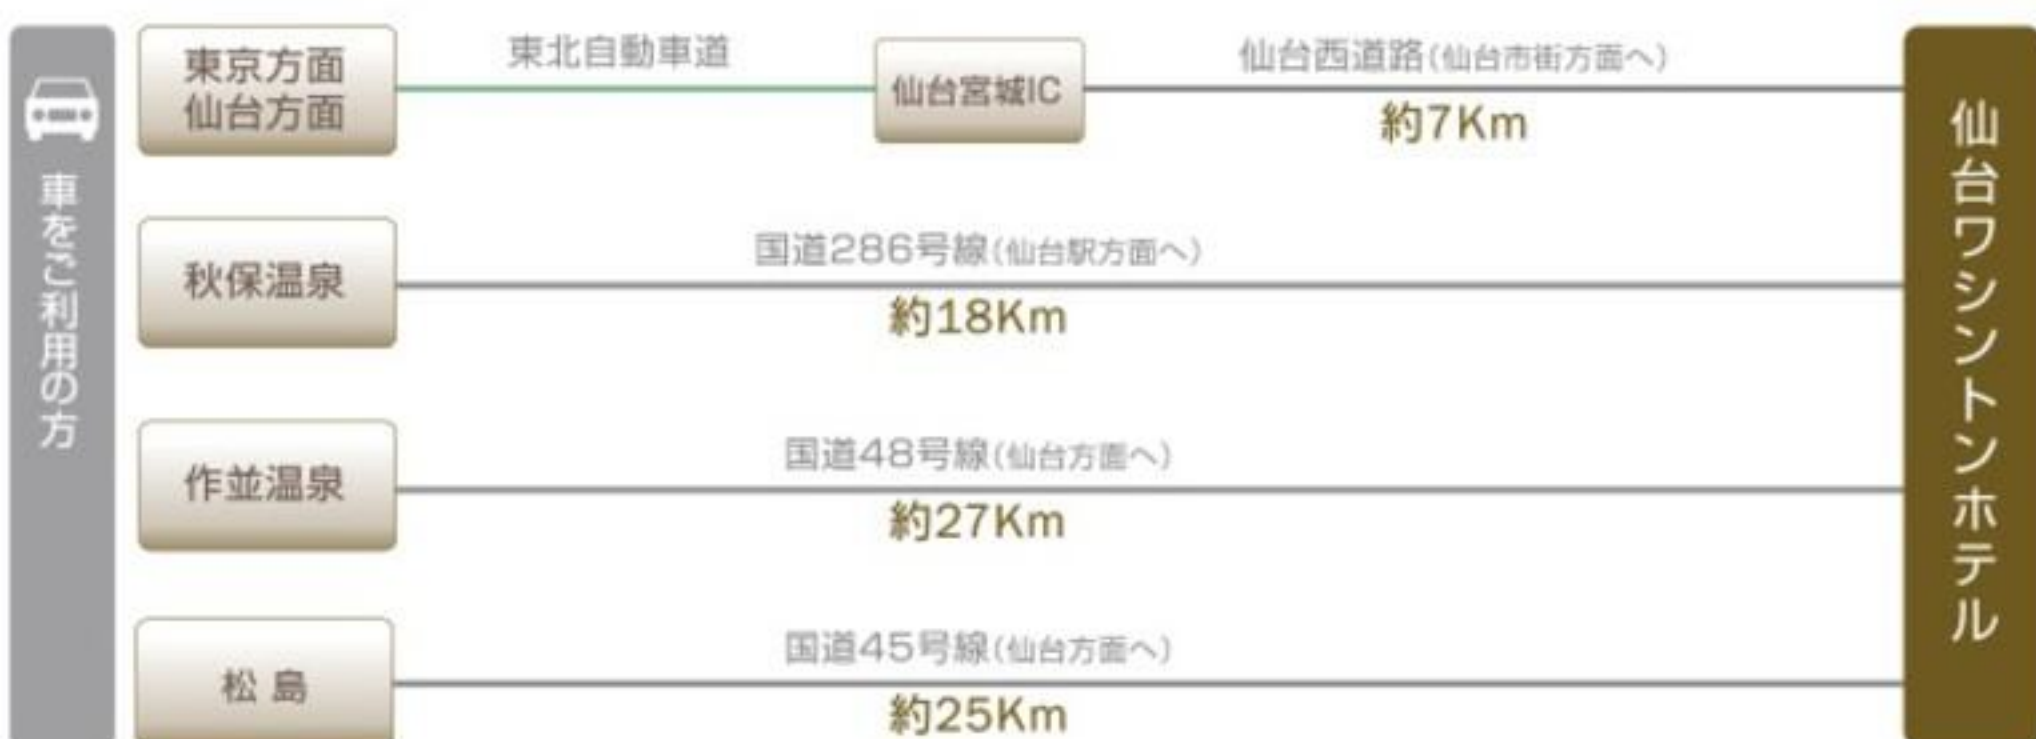 車をご利用の方
東京方面
仙台方面
東北自動車道
仙台宮城IC
仙台西道路(仙台市街方面へ)
約7Km
秋保温泉
国道286号線(仙台駅方面へ)
約18Km
作並温泉
国道48号線(仙台方面へ)
約27Km
松島
国道45号線(仙台方面へ)
約25Km
仙台ワシントンホテル